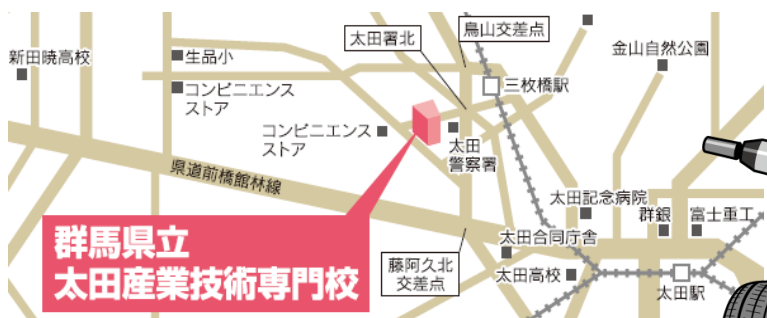 太田署北
鳥山交差点
新田暁高校
生品小
金山自然公園
三枚橋駅
コンビニエンス
ストア
コンビニエンス
ストア
太田
警察署
県道前橋館林線
太田記念病院
群銀
富士重工
群馬県立
太田産業技術専門校
藤阿久北
交差点
太田合同庁舎
太田高校
太田駅